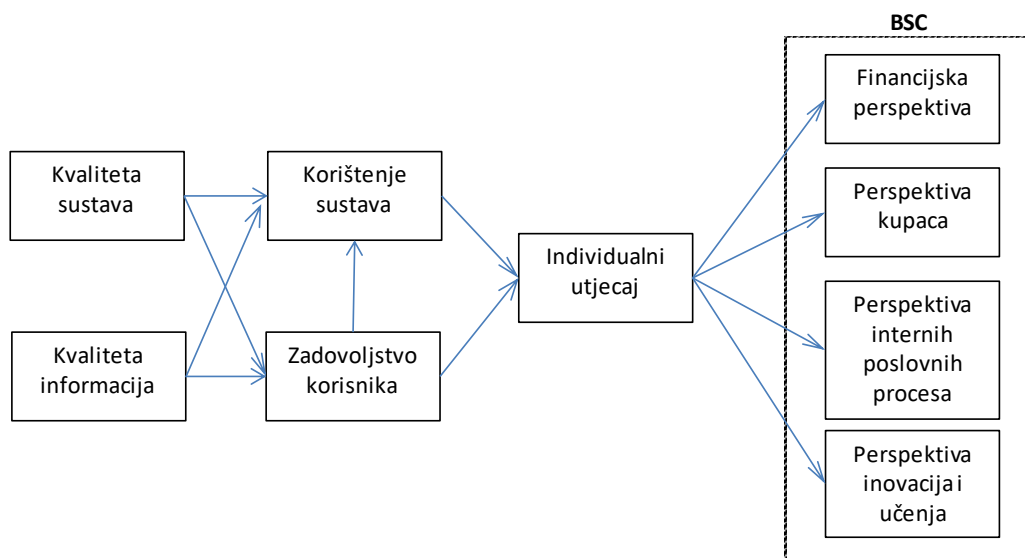 BSC
Financijska
perspektiva
Kvaliteta
sustava
Korištenje
sustava
Perspektiva
kupaca
Individualni
utjecaj
Kvaliteta
informacija
Zadovoljstvo
korisnika
Perspektiva
internih
poslovnih
procesa
Perspektiva
inovacija i
učenja